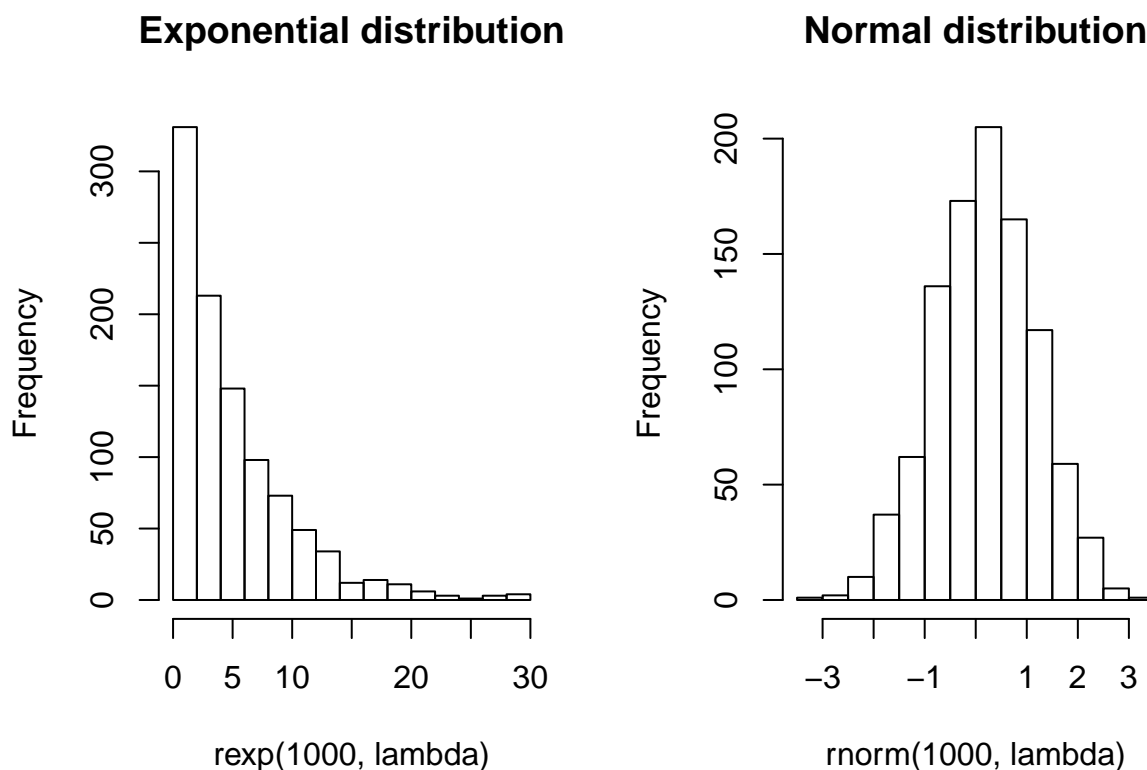 Exponential distribution
Frequency
300
200
100
50
0
0 5 10 20 30
rexp(1000, lambda)
Normal distribution
Frequency
200
150
100
50
0
−3 −1 1 2 3
rnorm(1000, lambda)